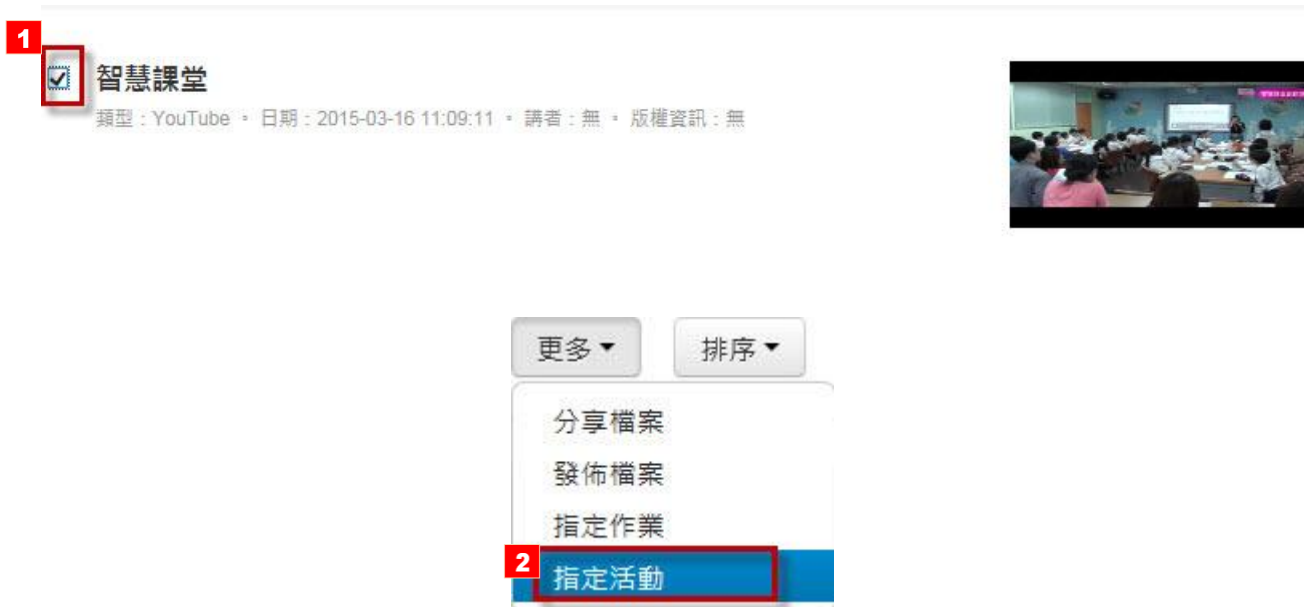 1
智慧課堂
類型：YouTube • 日期：2015-03-16 11:09:11 • 講者：無 • 版權資訊：無
更多 排序
分享檔案
發佈檔案
指定作業
2
指定活動